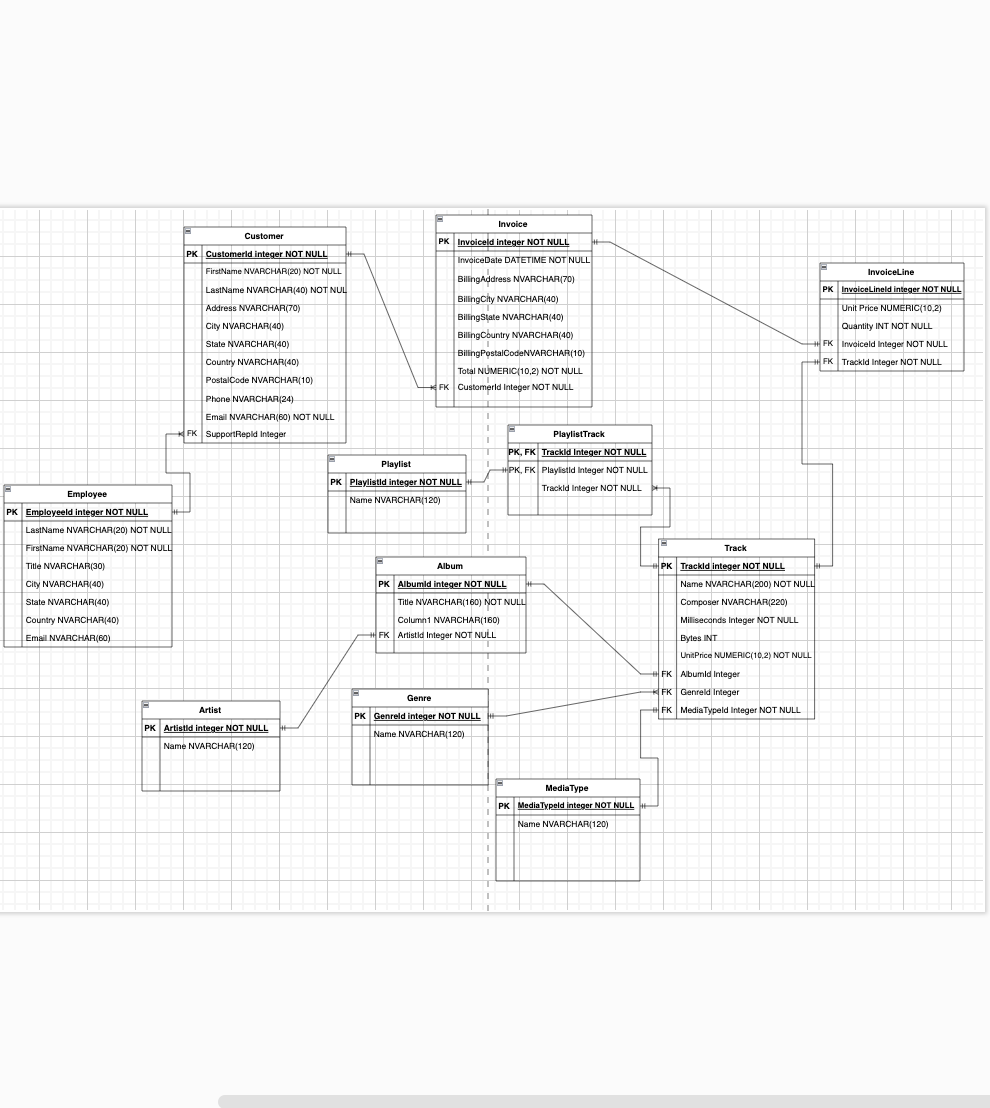 Customer
PK CustomerId integer NOT NULL
FirstName NVARCHAR(20) NOT NULL
LastName NVARCHAR(40) NOT NUL
Address NVARCHAR(70)
City NVARCHAR(40)
State NVARCHAR(40)
Country NVARCHAR(40)
PostalCode NVARCHAR(10)
Phone NVARCHAR(24)
Email NVARCHAR(60) NOT NULL
FK SupportRepId Integer
Invoice
PK InvoiceId integer NOT NULL
InvoiceDate DATETIME NOT NULL
BillingAddress NVARCHAR(70)
BillingCity NVARCHAR(40)
BillingState NVARCHAR(40)
BillingCountry NVARCHAR(40)
BillingPostalCodeNVARCHAR(10)
Total NUMERIC(10,2) NOT NULL
FK CustomerId Integer NOT NULL
InvoiceLine
PK InvoiceLineId integer NOT NULL
Unit Price NUMERIC(10,2)
Quantity INT NOT NULL
FK InvoiceId Integer NOT NULL
FK TrackId Integer NOT NULL
PlaylistTrack
PK, FK TrackId Integer NOT NULL
PK, FK PlaylistId Integer NOT NULL
TrackId Integer NOT NULL
Playlist
PK PlaylistId integer NOT NULL
Name NVARCHAR(120)
Employee
PK EmployeeId integer NOT NULL
LastName NVARCHAR(20) NOT NULL
FirstName NVARCHAR(20) NOT NULL
Title NVARCHAR(30)
City NVARCHAR(40)
State NVARCHAR(40)
Country NVARCHAR(40)
Email NVARCHAR(60)
Album
PK AlbumId integer NOT NULL
Title NVARCHAR(160) NOT NULL
Column1 NVARCHAR(160)
FK ArtistId Integer NOT NULL
Track
PK TrackId integer NOT NULL
Name NVARCHAR(200) NOT NULL
Composer NVARCHAR(220)
Milliseconds Integer NOT NULL
Bytes INT
UnitPrice NUMERIC(10,2) NOT NULL
FK AlbumId Integer
FK GenreId Integer
FK MediaTypeId Integer NOT NULL
Artist
PK ArtistId integer NOT NULL
Name NVARCHAR(120)
Genre
PK GenreId integer NOT NULL
Name NVARCHAR(120)
MediaType
PK MediaTypeId integer NOT NULL
Name NVARCHAR(120)